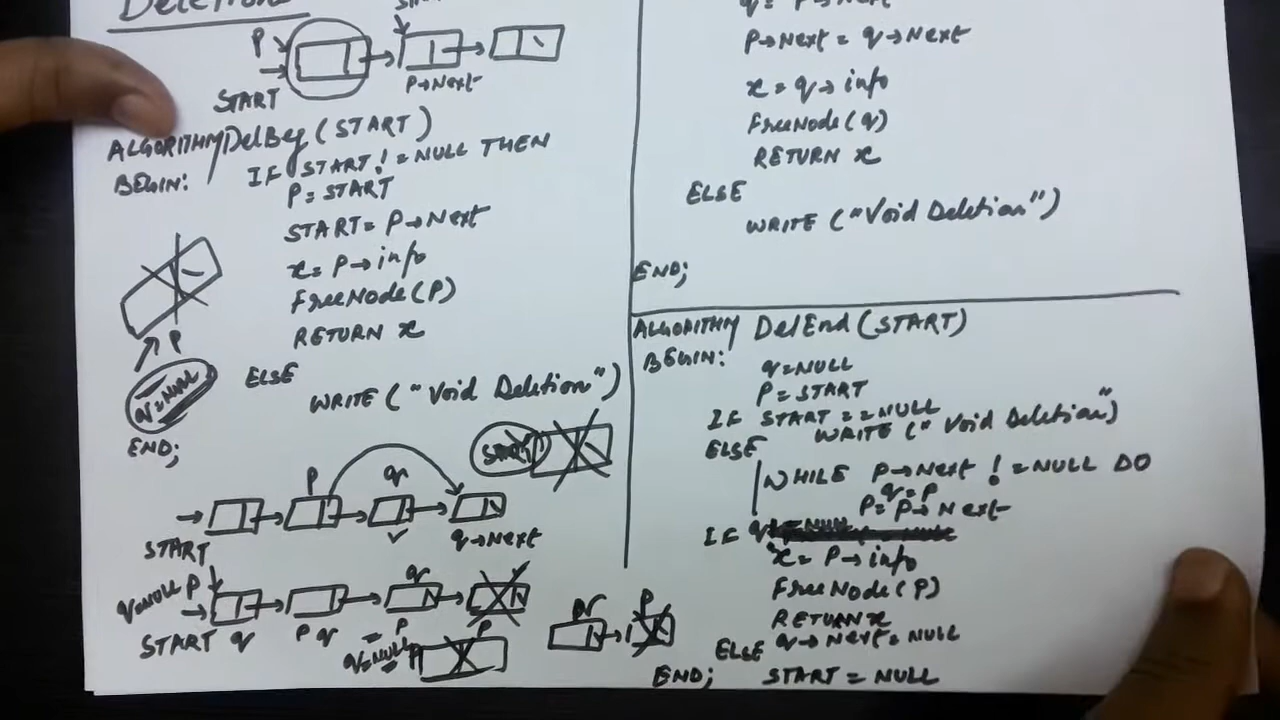 Deletions
P
START
P→Next
ALGORITHM DelBeg (START)
BEGIN:
IF START != NULL THEN
P = START
START = P→Next
x = P→info
FreeNode(P)
RETURN x
P
q=NULL
ELSE
WRITE ("Void Deletion")
END;
START
P
q
START
q→Next
q=NULL P
q
START q
P q
= P
P
q=NULL
P
P
P→Next = q→Next
x = q→info
FreeNode(q)
RETURN x
ELSE
WRITE ("Void Deletion")
END;
ALGORITHM DelEnd (START)
BEGIN:
q=NULL
P=START
IF START == NULL
WRITE ("Void Deletion")
ELSE
WHILE P→Next != NULL DO
q=P
P= P→Next
IF
x = P→info
FreeNode(P)
RETURN x
q→Next=NULL
ELSE
START = NULL
END;